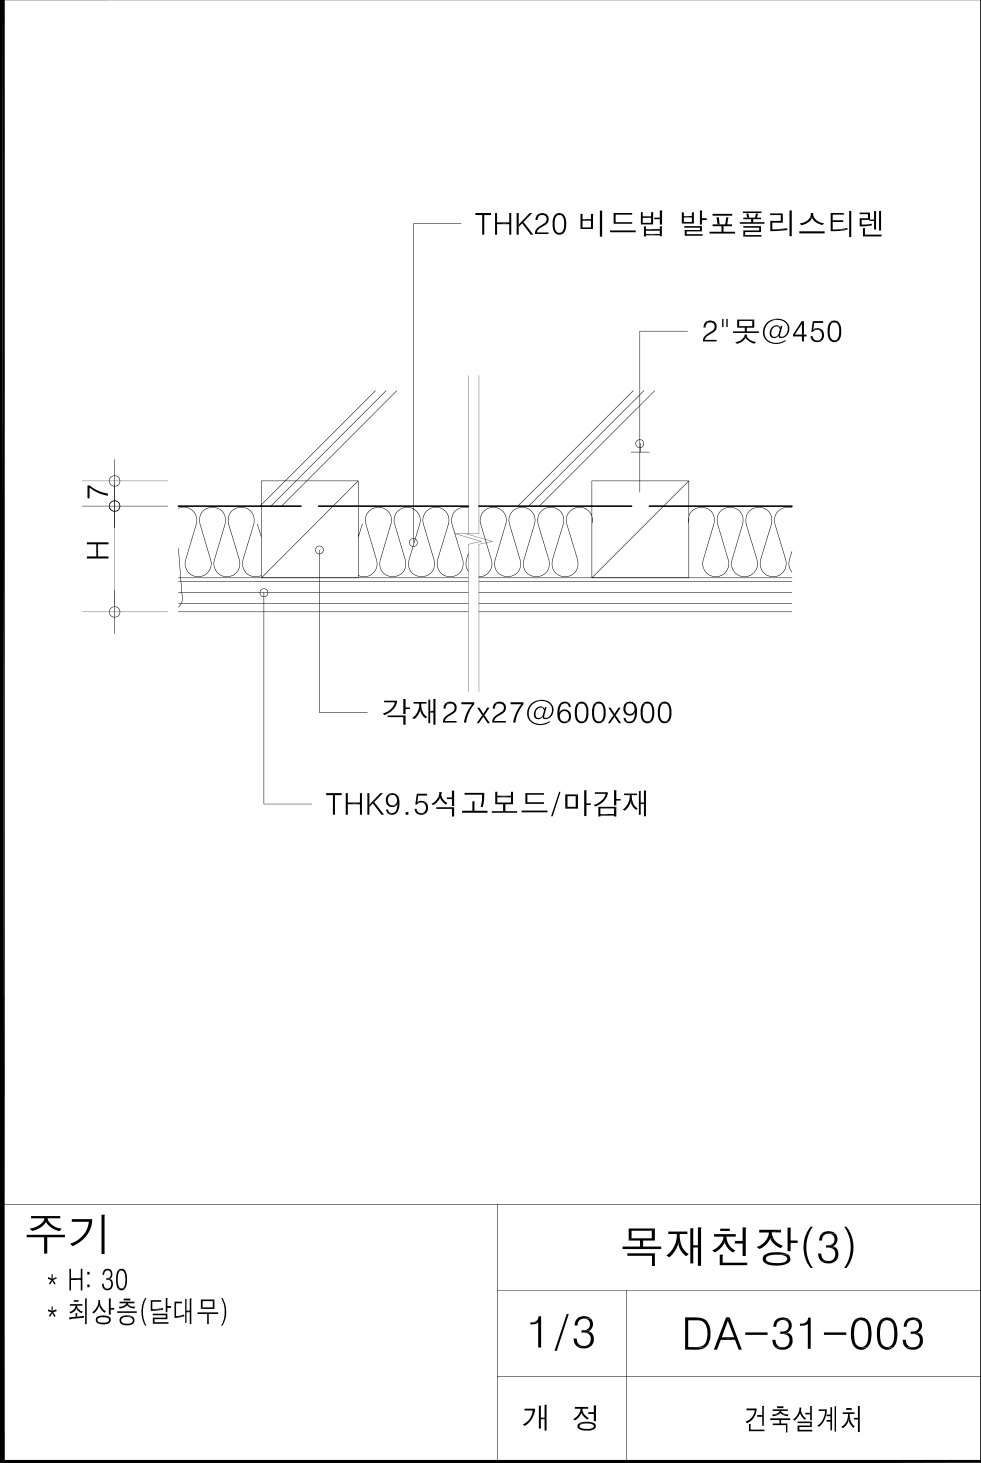 THK20 비드법 발포폴리스티렌
2"못@450
7
H
각재27x27@600x900
THK9.5석고보드/마감재
주기
* H: 30
* 최상층(달대무)
목재천장(3)
1/3
DA-31-003
개 정
건축설계처